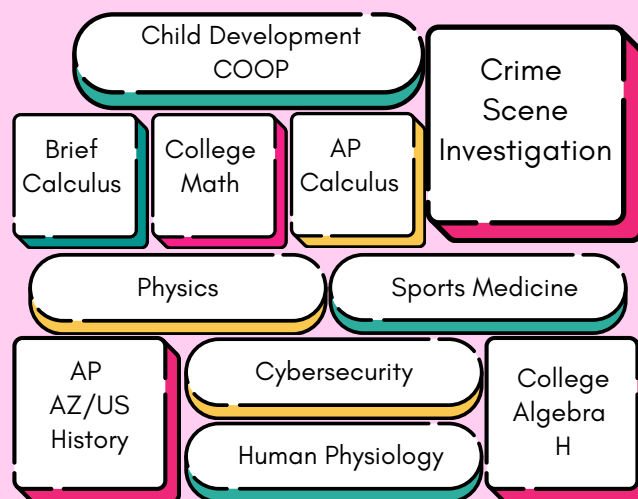 Child Development
COOP
Crime
Scene
Investigation
Brief
Calculus
College
Math
AP
Calculus
Physics
Sports Medicine
AP
AZ/US
History
Cybersecurity
College
Algebra
H
Human Physiology